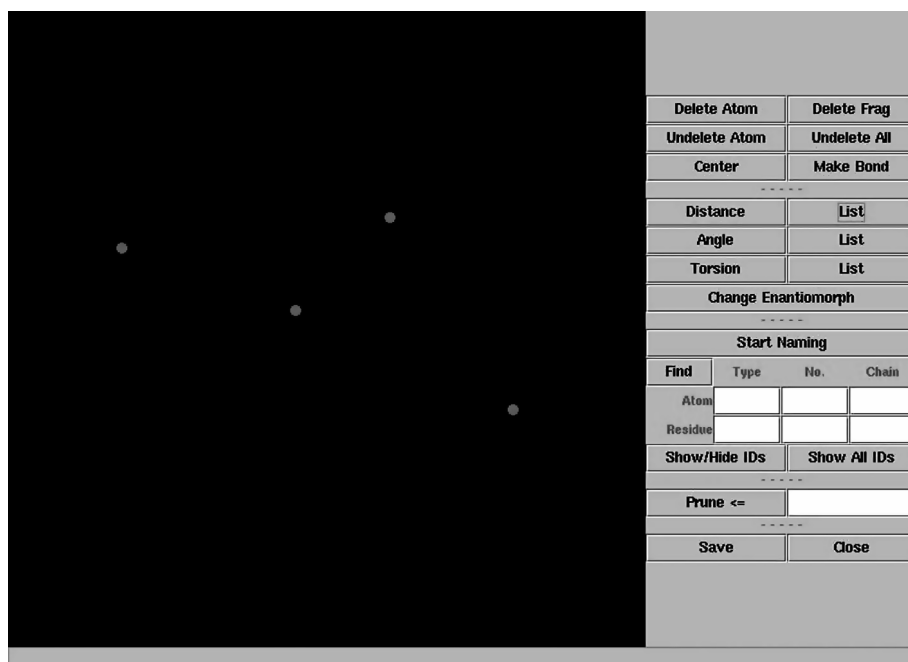 Delete Atom Delete Frag
Undelete Atom Undelete All
Center Make Bond
- - - - -
Distance List
Angle List
Torsion List
Change Enantiomorph
- - - - -
Start Naming
Find Type No. Chain
Atom
Residue
Show/Hide IDs Show All IDs
- - - - -
Prune <=
- - - - -
Save Close